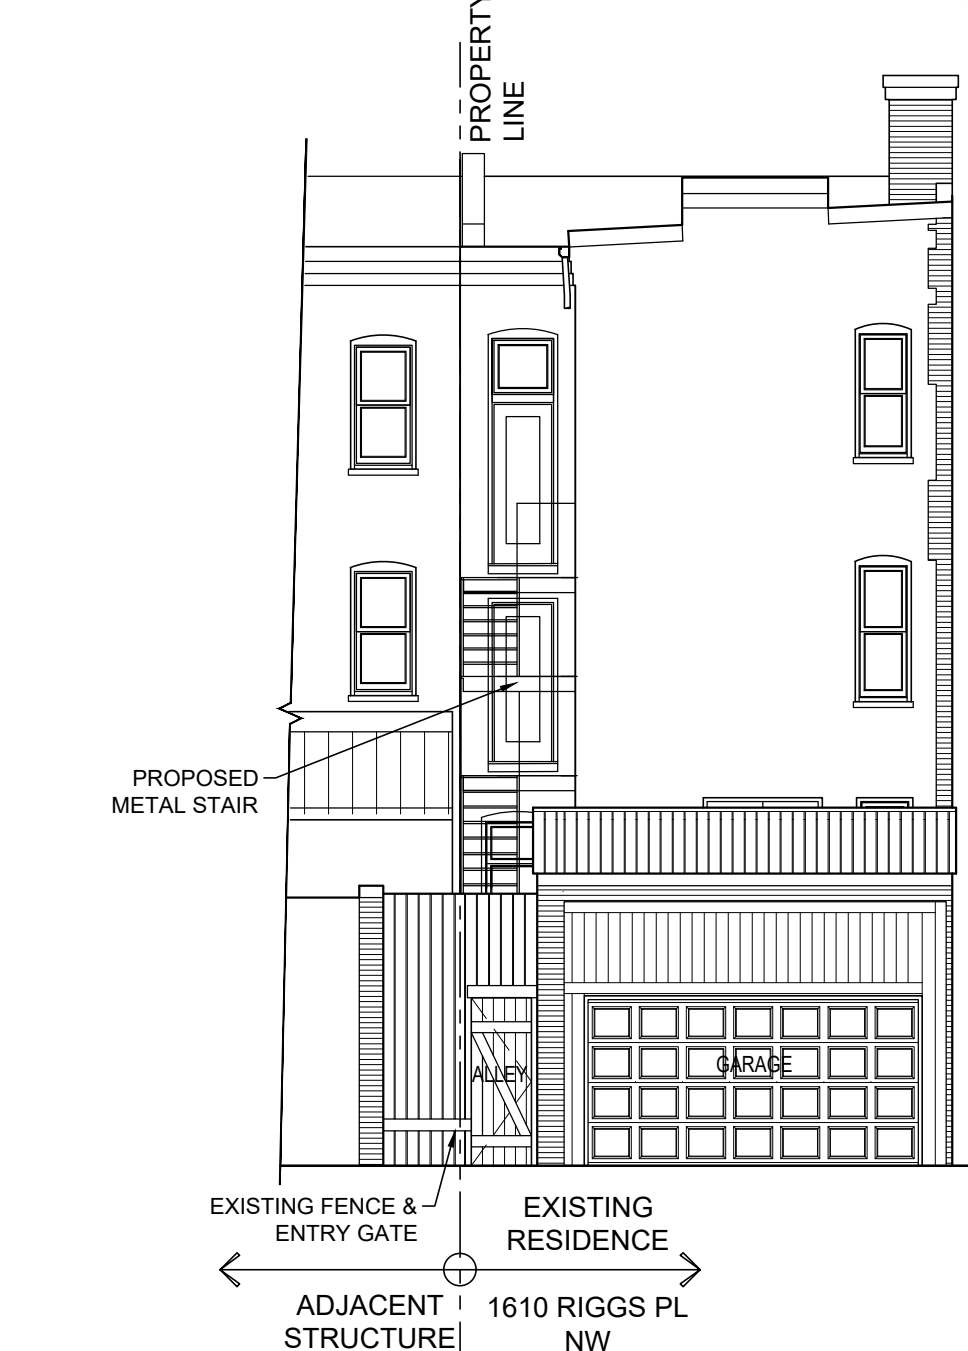 PROPERTY
LINE
PROPOSED
METAL STAIR
GARAGE
ALLEY
EXISTING FENCE &
ENTRY GATE
EXISTING
RESIDENCE
ADJACENT
STRUCTURE
1610 RIGGS PL
NW